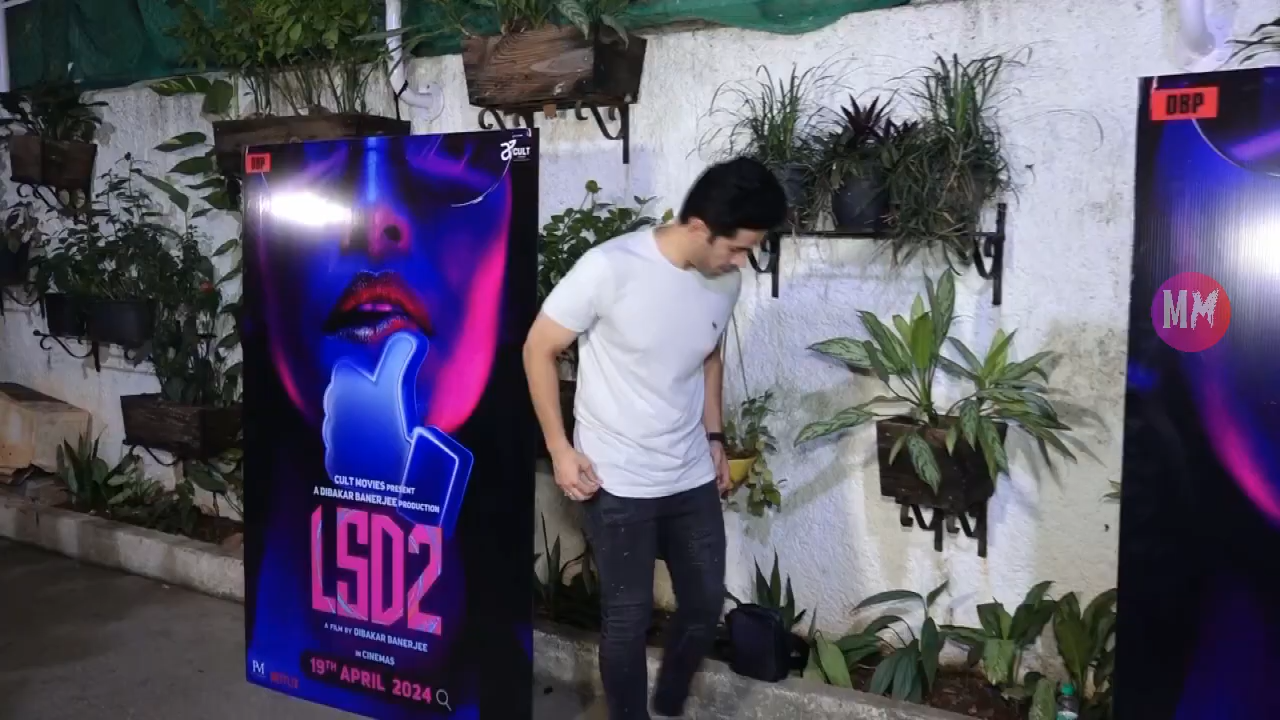 DBP
CULT
CULT MOVIES PRESENT
A DIBAKAR BANERJEE PRODUCTION
LSD2
A FILM BY DIBAKAR BANERJEE
IN CINEMAS
19TH APRIL 2024
DBP
MM